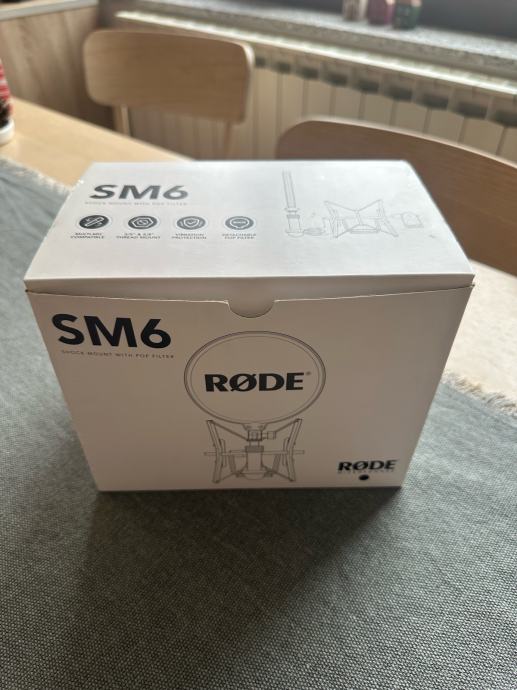 SM6
SHOCK MOUNT WITH POP FILTER
MULTI-MIC COMPATIBLE
3/8" & 5/8" THREAD MOUNT
VIBRATION PROTECTION
DETACHABLE POP FILTER
SM6
SHOCK MOUNT WITH POP FILTER
RØDE®
RØDE